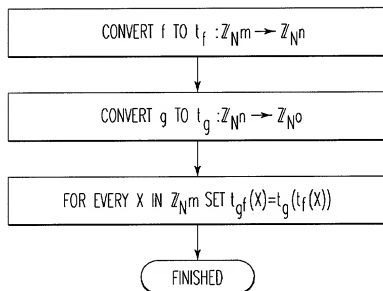 CONVERT f TO t_f : ℤ_N^m → ℤ_N^n
CONVERT g TO t_g : ℤ_N^n → ℤ_N^o
FOR EVERY X IN ℤ_N^m SET t_gf(X)=t_g(t_f(X))
FINISHED